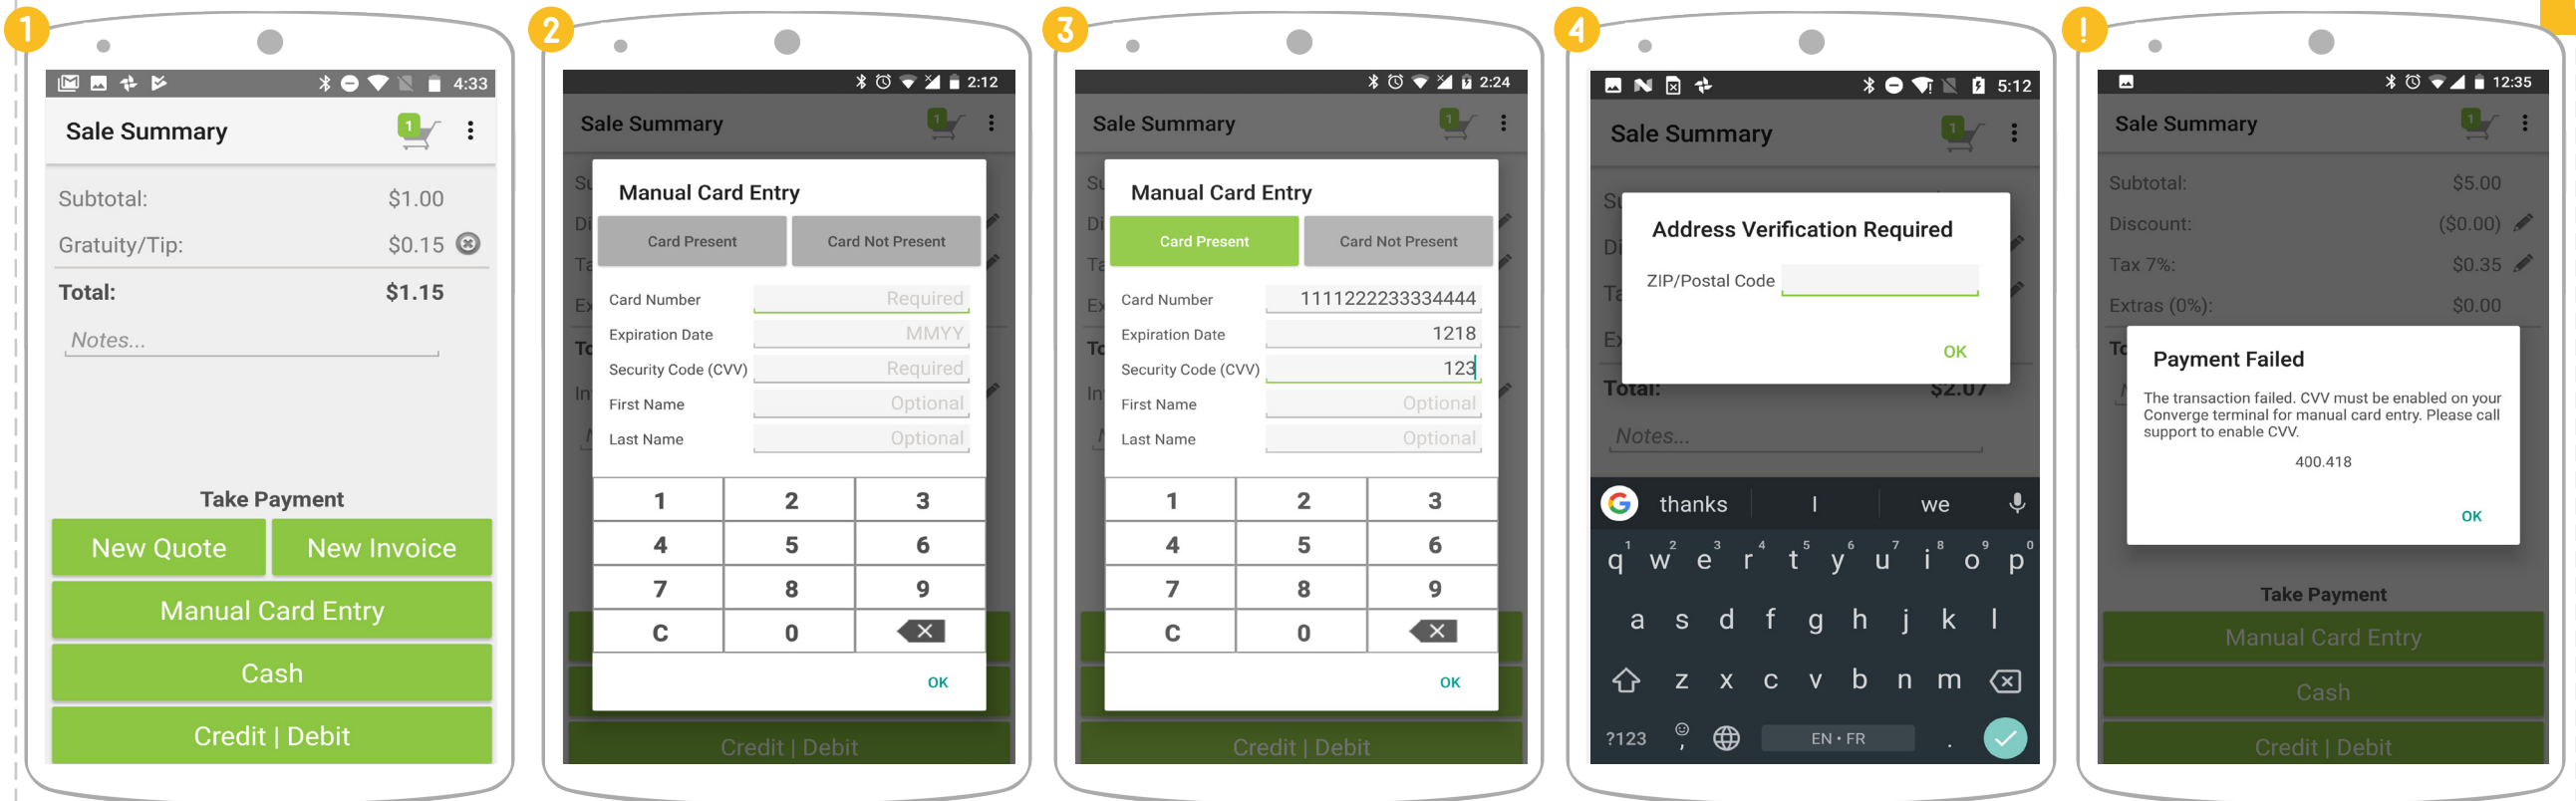 1
4:33
Sale Summary 1
Subtotal: $1.00
Gratuity/Tip: $0.15
Total: $1.15
Notes...
Take Payment
New Quote New Invoice
Manual Card Entry
Cash
Credit | Debit
2
2:12
Sale Summary 1
Manual Card Entry
Card Present Card Not Present
Card Number Required
Expiration Date MMYY
Security Code (CVV) Required
First Name Optional
Last Name Optional
1 2 3
4 5 6
7 8 9
C 0
OK
Credit | Debit
3
2:24
Sale Summary 1
Manual Card Entry
Card Present Card Not Present
Card Number 1111222233334444
Expiration Date 1218
Security Code (CVV) 123
First Name Optional
Last Name Optional
1 2 3
4 5 6
7 8 9
C 0
OK
Credit | Debit
4
5:12
Sale Summary 1
Address Verification Required
ZIP/Postal Code
OK
Total: $2.07
Notes...
G thanks I we
q1 w2 e3 r4 t5 y6 u7 i8 o9 p0
a s d f g h j k l
z x c v b n m
?123 , EN • FR .
!
12:35
Sale Summary 1
Subtotal: $5.00
Discount: ($0.00)
Tax 7%: $0.35
Extras (0%): $0.00
Payment Failed
The transaction failed. CVV must be enabled on your
Converge terminal for manual card entry. Please call
support to enable CVV.
400.418
OK
Take Payment
Manual Card Entry
Cash
Credit | Debit